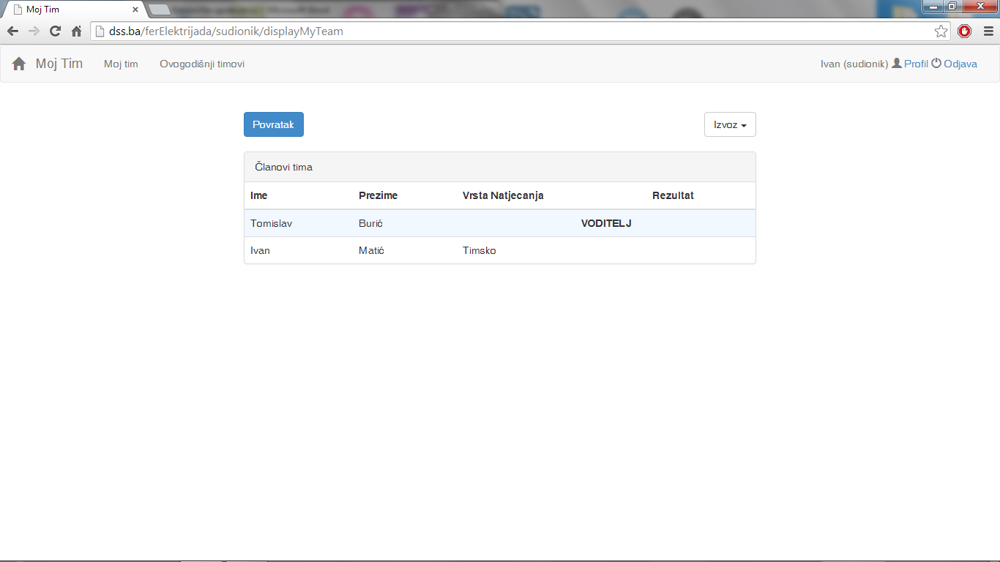 Moj Tim
dss.ba/ferElektrijada/sudionik/displayMyTeam
Moj Tim Moj tim Ovogodišnji timovi Ivan (sudionik) Profil Odjava
Povratak Izvoz
Članovi tima
Ime Prezime Vrsta Natjecanja Rezultat
Tomislav Burić VODITELJ
Ivan Matić Timsko